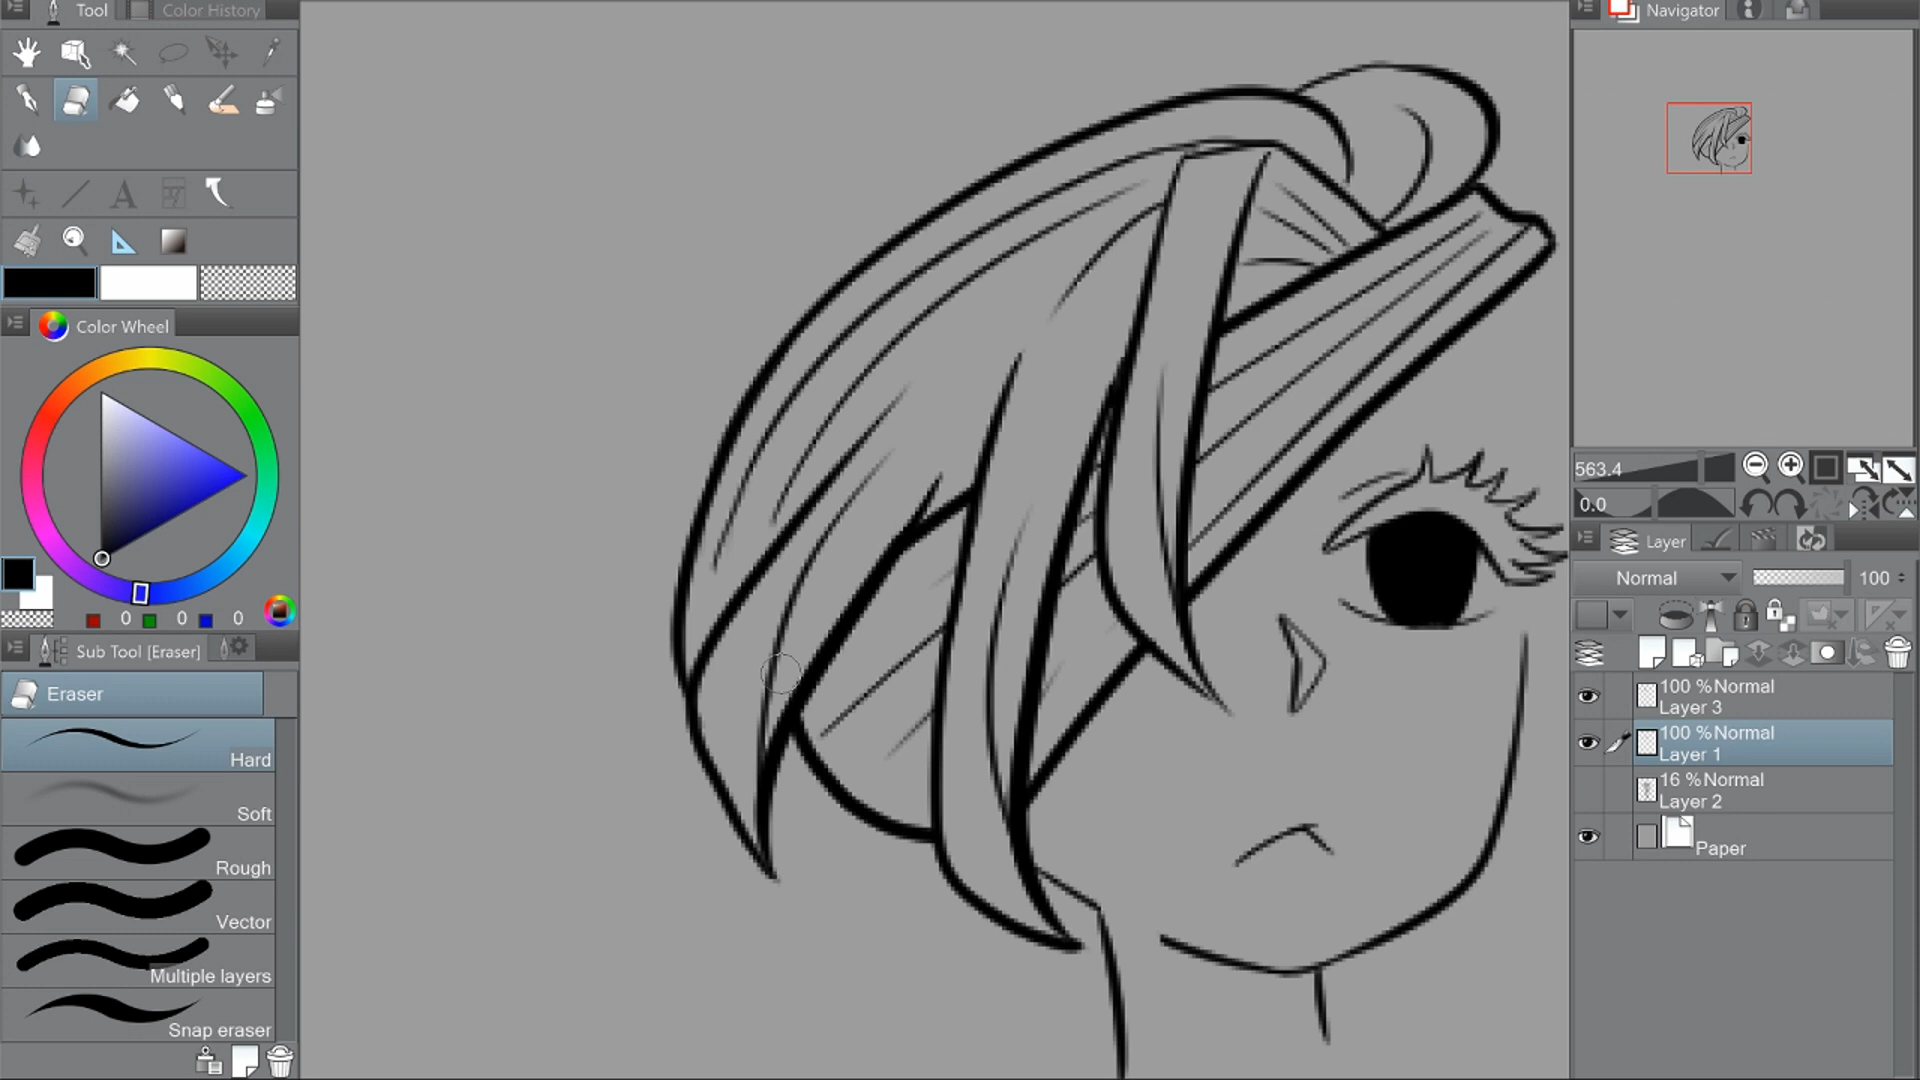 Tool
Color History
Color Wheel
0
0
0
Sub Tool [Eraser]
Eraser
Hard
Soft
Rough
Vector
Multiple layers
Snap eraser
Navigator
563.4
0.0
Layer
Normal
100
100 %Normal
Layer 3
100 %Normal
Layer 1
16 %Normal
Layer 2
Paper